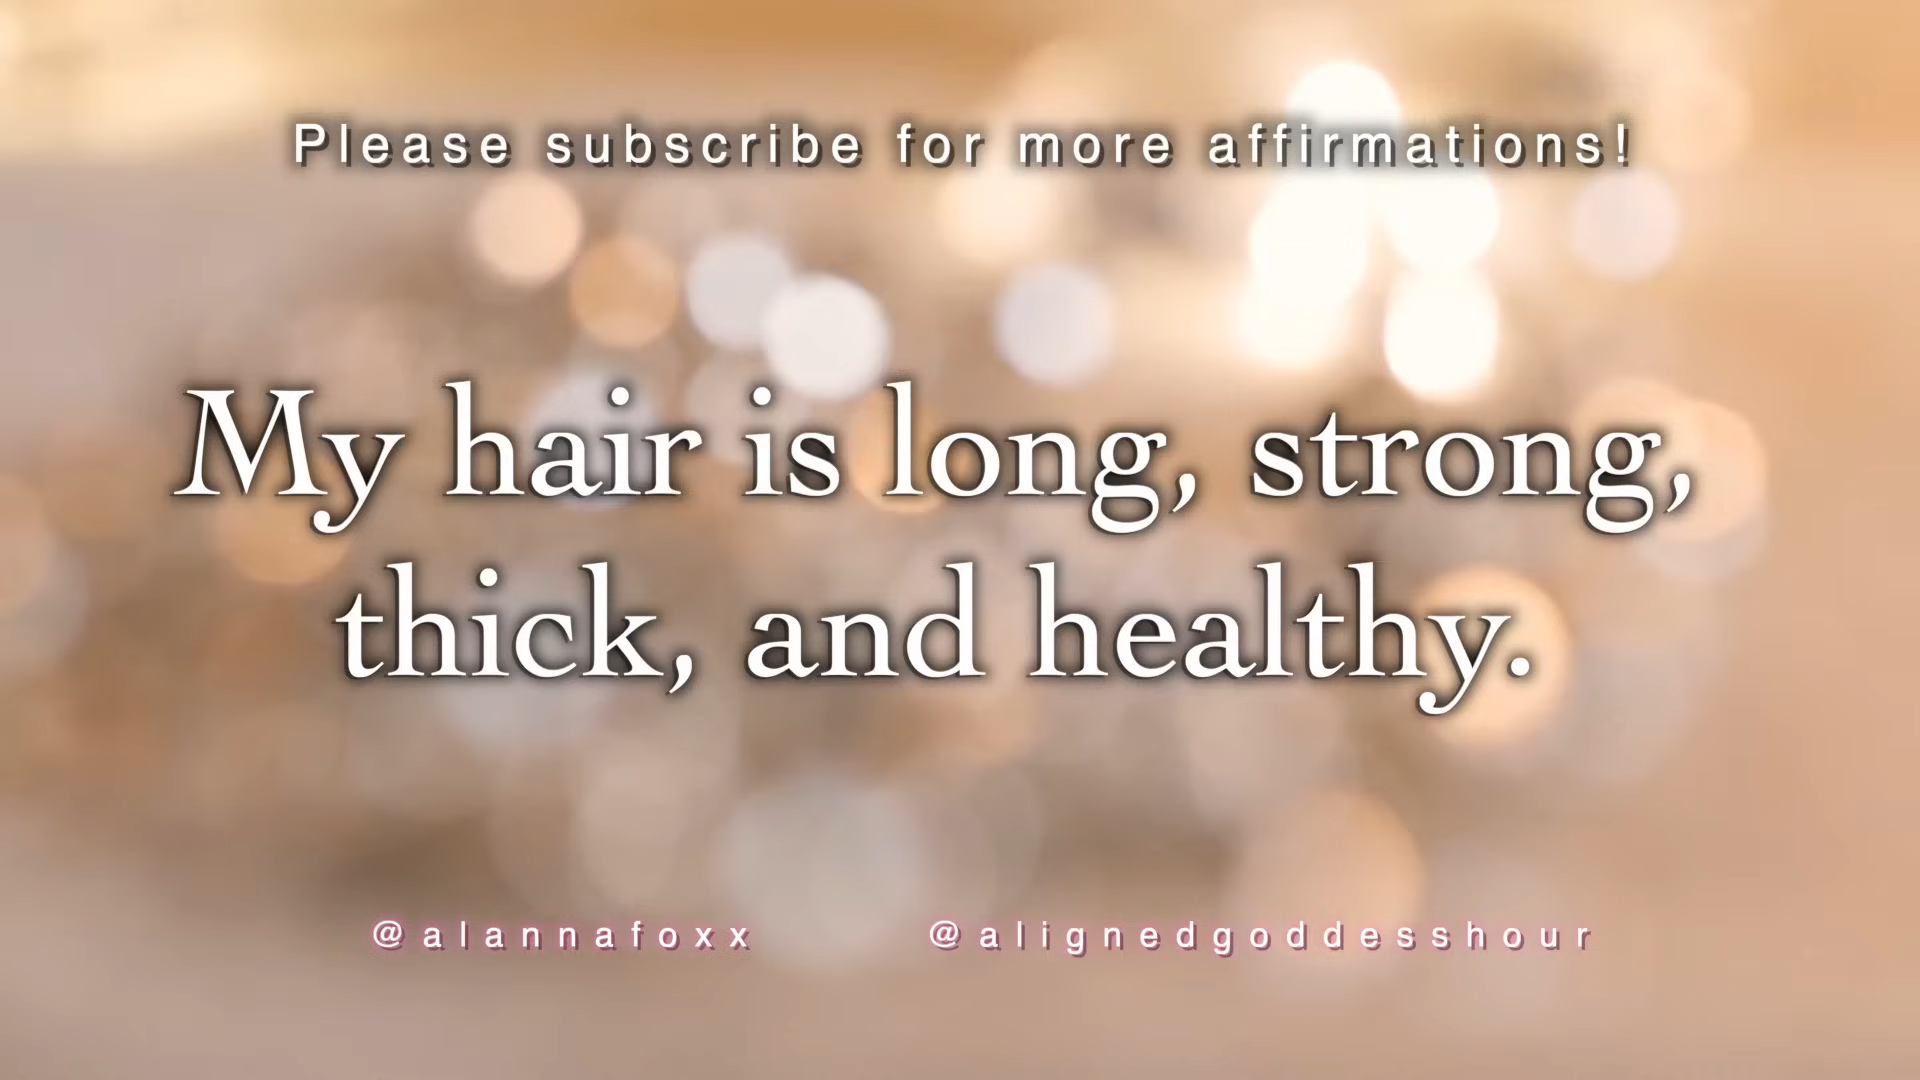 Please subscribe for more affirmations!
My hair is long, strong,
thick, and healthy.
@alannafoxx @alignedgoddesshour